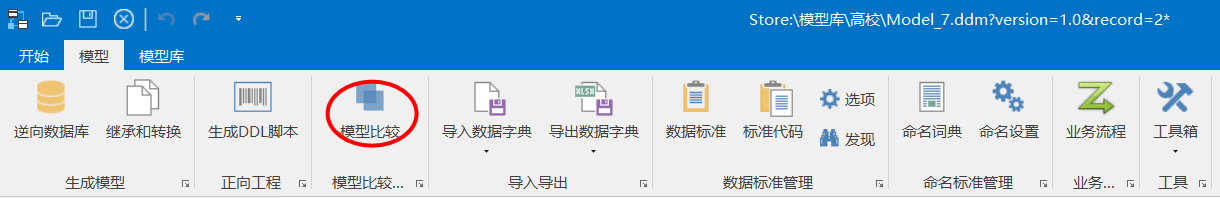 Store:\模型库\高校\Model_7.ddm?version=1.0&record=2*
开始 模型 模型库
逆向数据库 继承和转换 生成DDL脚本 模型比较 导入数据字典 XLSX 导出数据字典 数据标准 标准代码 选项 发现 命名词典 命名设置 业务流程 工具箱
生成模型 正向工程 模型比较... 导入导出 数据标准管理 命名标准管理 业务... 工具